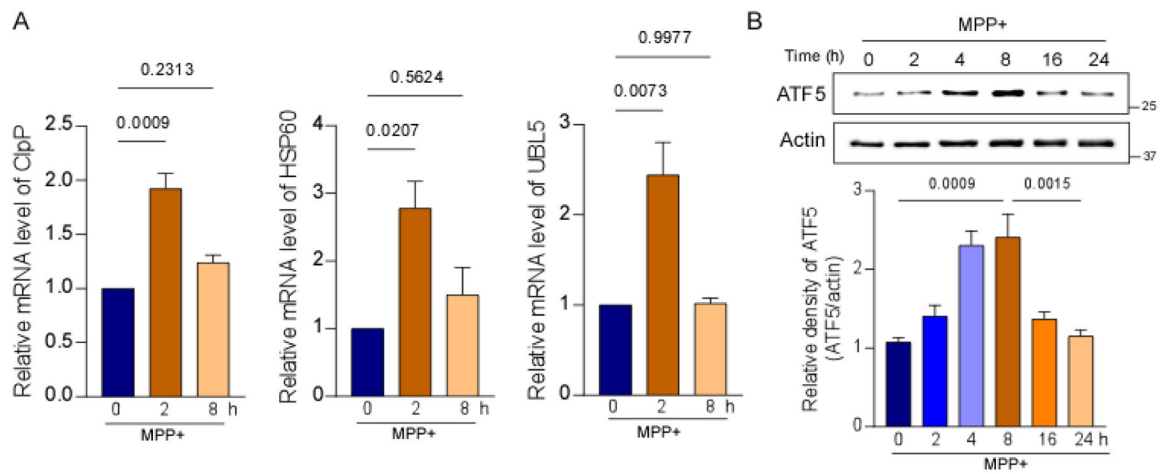 A
Relative mRNA level of ClpP
0.2313
0.0009
2.5
2.0
1.5
1.0
0.5
0.0
0 2 8 h
MPP+
Relative mRNA level of HSP60
0.5624
0.0207
4
3
2
1
0
0 2 8 h
MPP+
Relative mRNA level of UBL5
0.9977
0.0073
3
2
1
0
0 2 8 h
MPP+
B
MPP+
Time (h) 0 2 4 8 16 24
ATF5
25
Actin
37
Relative density of ATF5
(ATF5/actin)
0.0009 0.0015
3
2
1
0
0 2 4 8 16 24 h
MPP+